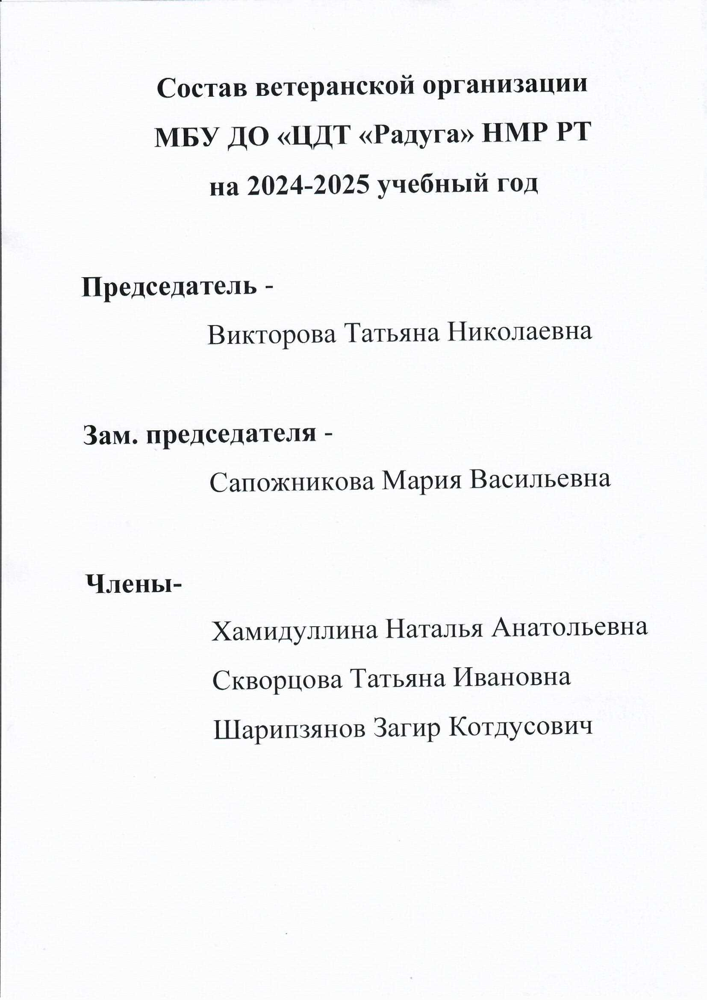 Состав ветеранской организации
МБУ ДО «ЦДТ «Радуга» НМР РТ
на 2024-2025 учебный год
Председатель -
Викторова Татьяна Николаевна
Зам. председателя -
Сапожникова Мария Васильевна
Члены-
Хамидуллина Наталья Анатольевна
Скворцова Татьяна Ивановна
Шарипзянов Загир Котдусович